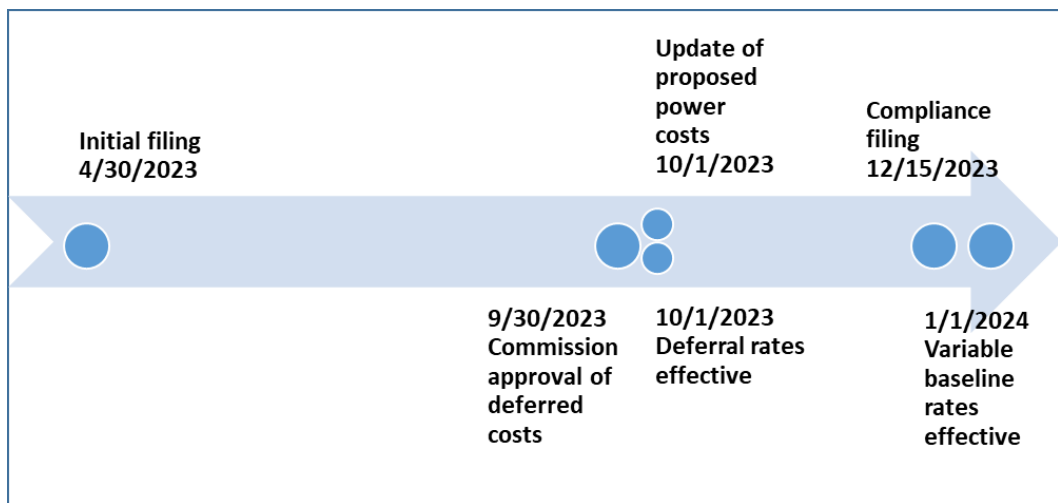 Initial filing
4/30/2023
Update of
proposed
power
costs
10/1/2023
Compliance
filing
12/15/2023
9/30/2023
Commission
approval of
deferred
costs
10/1/2023
Deferral rates
effective
1/1/2024
Variable
baseline
rates
effective